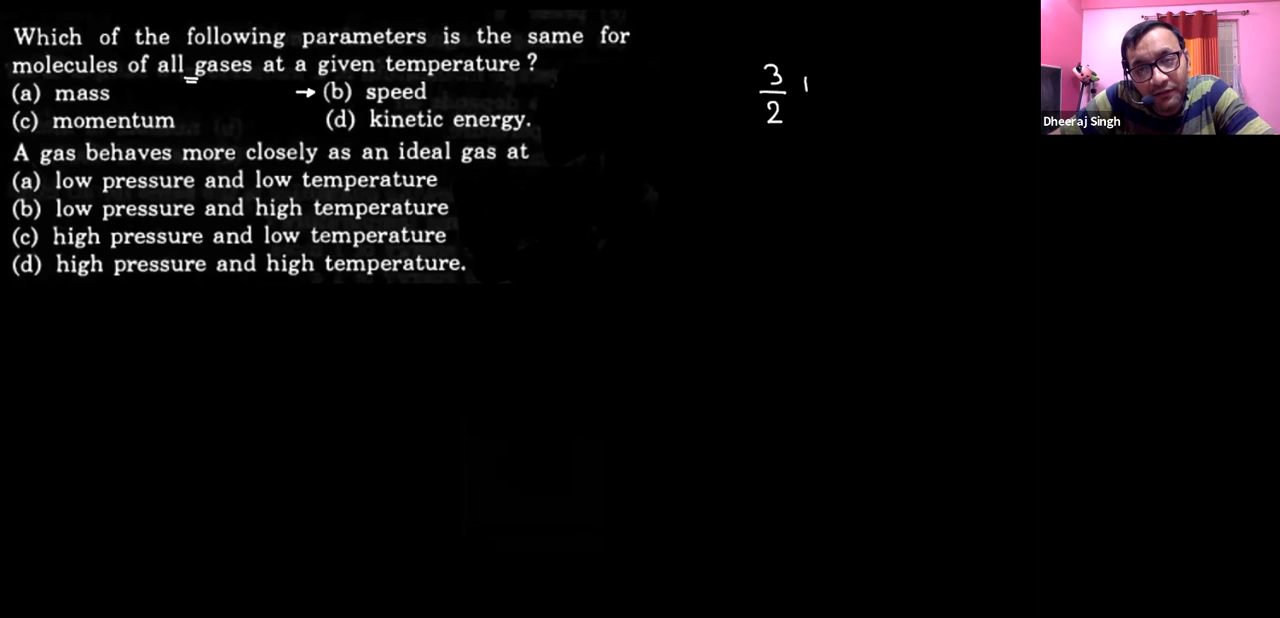 Which of the following parameters is the same for
molecules of all gases at a given temperature ?
(a) mass → (b) speed
(c) momentum (d) kinetic energy.
A gas behaves more closely as an ideal gas at
(a) low pressure and low temperature
(b) low pressure and high temperature
(c) high pressure and low temperature
(d) high pressure and high temperature.
3
2
Dheeraj Singh